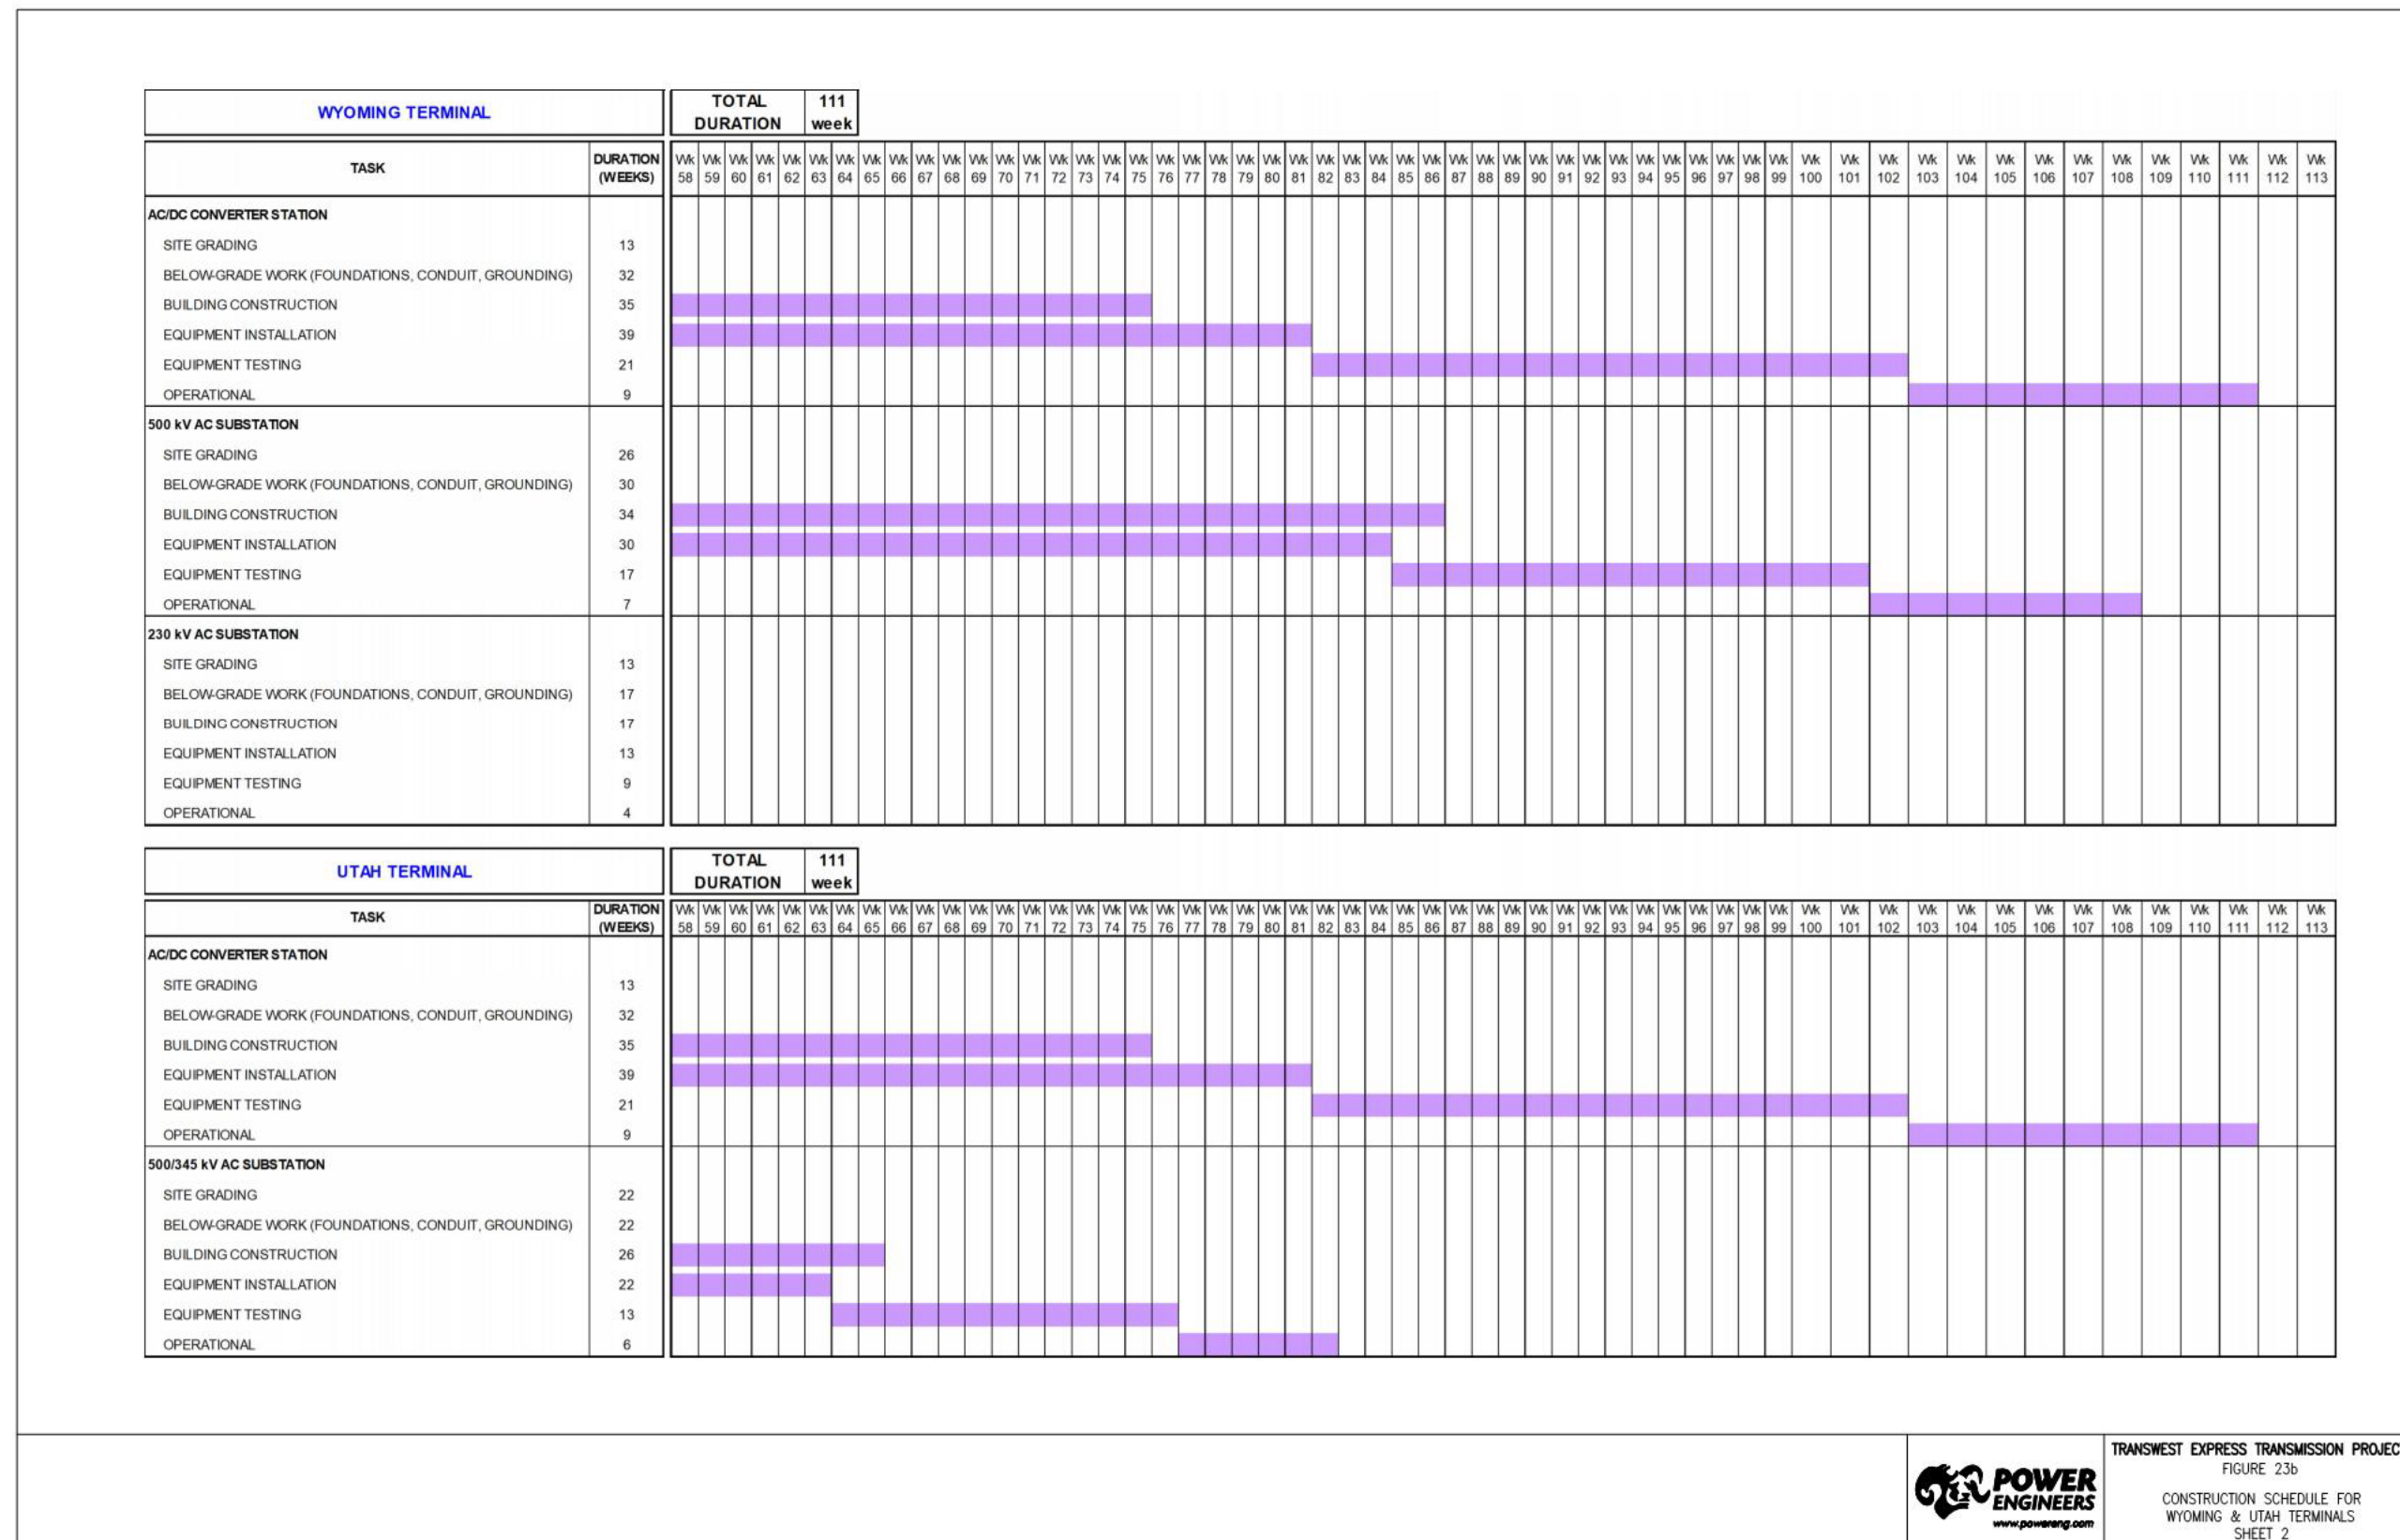 WYOMING TERMINAL
TOTAL DURATION 111 week
TASK DURATION (WEEKS) Wk 58 Wk 59 Wk 60 Wk 61 Wk 62 Wk 63 Wk 64 Wk 65 Wk 66 Wk 67 Wk 68 Wk 69 Wk 70 Wk 71 Wk 72 Wk 73 Wk 74 Wk 75 Wk 76 Wk 77 Wk 78 Wk 79 Wk 80 Wk 81 Wk 82 Wk 83 Wk 84 Wk 85 Wk 86 Wk 87 Wk 88 Wk 89 Wk 90 Wk 91 Wk 92 Wk 93 Wk 94 Wk 95 Wk 96 Wk 97 Wk 98 Wk 99 Wk 100 Wk 101 Wk 102 Wk 103 Wk 104 Wk 105 Wk 106 Wk 107 Wk 108 Wk 109 Wk 110 Wk 111 Wk 112 Wk 113
AC/DC CONVERTER STATION
SITE GRADING 13
BELOW-GRADE WORK (FOUNDATIONS, CONDUIT, GROUNDING) 32
BUILDING CONSTRUCTION 35
EQUIPMENT INSTALLATION 39
EQUIPMENT TESTING 21
OPERATIONAL 9
500 kV AC SUBSTATION
SITE GRADING 26
BELOW-GRADE WORK (FOUNDATIONS, CONDUIT, GROUNDING) 30
BUILDING CONSTRUCTION 34
EQUIPMENT INSTALLATION 30
EQUIPMENT TESTING 17
OPERATIONAL 7
230 kV AC SUBSTATION
SITE GRADING 13
BELOW-GRADE WORK (FOUNDATIONS, CONDUIT, GROUNDING) 17
BUILDING CONSTRUCTION 17
EQUIPMENT INSTALLATION 13
EQUIPMENT TESTING 9
OPERATIONAL 4
UTAH TERMINAL
TOTAL DURATION 111 week
TASK DURATION (WEEKS) Wk 58 Wk 59 Wk 60 Wk 61 Wk 62 Wk 63 Wk 64 Wk 65 Wk 66 Wk 67 Wk 68 Wk 69 Wk 70 Wk 71 Wk 72 Wk 73 Wk 74 Wk 75 Wk 76 Wk 77 Wk 78 Wk 79 Wk 80 Wk 81 Wk 82 Wk 83 Wk 84 Wk 85 Wk 86 Wk 87 Wk 88 Wk 89 Wk 90 Wk 91 Wk 92 Wk 93 Wk 94 Wk 95 Wk 96 Wk 97 Wk 98 Wk 99 Wk 100 Wk 101 Wk 102 Wk 103 Wk 104 Wk 105 Wk 106 Wk 107 Wk 108 Wk 109 Wk 110 Wk 111 Wk 112 Wk 113
AC/DC CONVERTER STATION
SITE GRADING 13
BELOW-GRADE WORK (FOUNDATIONS, CONDUIT, GROUNDING) 32
BUILDING CONSTRUCTION 35
EQUIPMENT INSTALLATION 39
EQUIPMENT TESTING 21
OPERATIONAL 9
500/345 kV AC SUBSTATION
SITE GRADING 22
BELOW-GRADE WORK (FOUNDATIONS, CONDUIT, GROUNDING) 22
BUILDING CONSTRUCTION 26
EQUIPMENT INSTALLATION 22
EQUIPMENT TESTING 13
OPERATIONAL 6
POWER
ENGINEERS
www.powereng.com
TRANSWEST EXPRESS TRANSMISSION PROJEC
FIGURE 23b
CONSTRUCTION SCHEDULE FOR
WYOMING & UTAH TERMINALS
SHEET 2